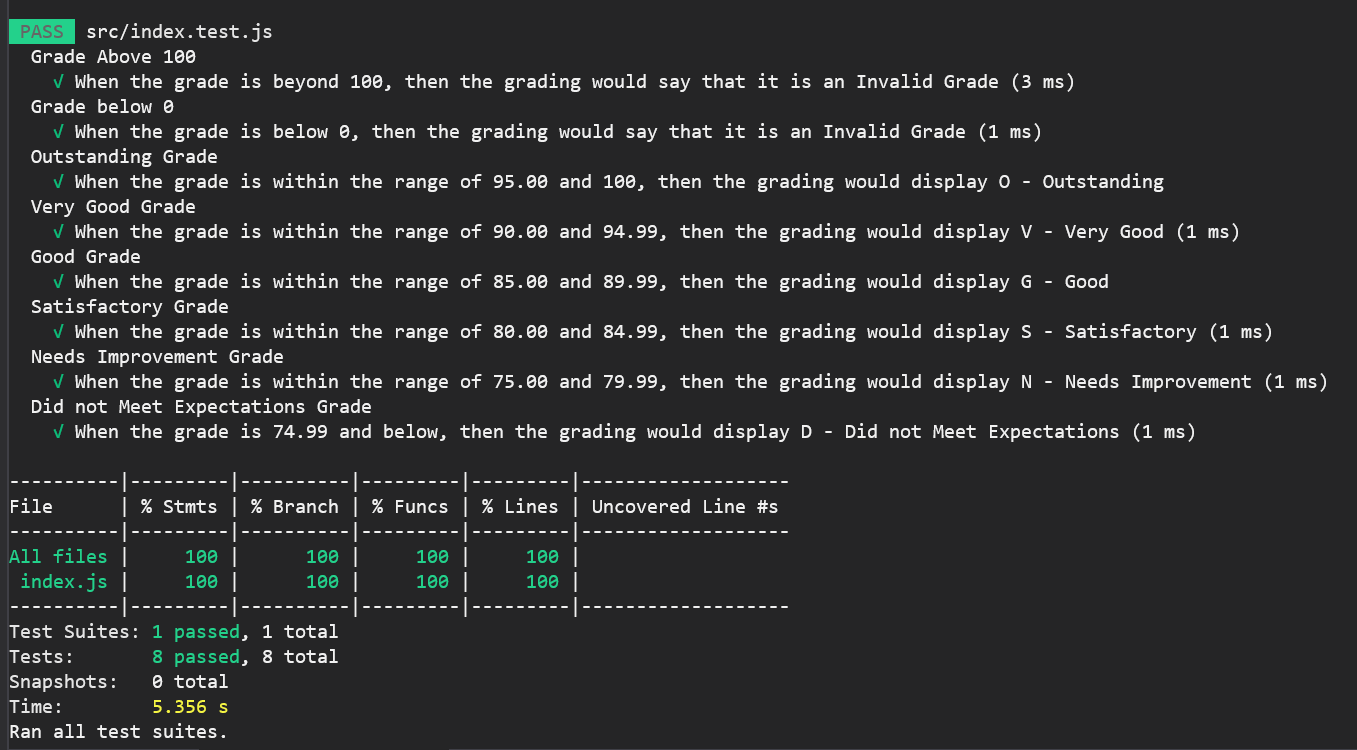 PASS src/index.test.js
Grade Above 100
√ When the grade is beyond 100, then the grading would say that it is an Invalid Grade (3 ms)
Grade below 0
√ When the grade is below 0, then the grading would say that it is an Invalid Grade (1 ms)
Outstanding Grade
√ When the grade is within the range of 95.00 and 100, then the grading would display O - Outstanding
Very Good Grade
√ When the grade is within the range of 90.00 and 94.99, then the grading would display V - Very Good (1 ms)
Good Grade
√ When the grade is within the range of 85.00 and 89.99, then the grading would display G - Good
Satisfactory Grade
√ When the grade is within the range of 80.00 and 84.99, then the grading would display S - Satisfactory (1 ms)
Needs Improvement Grade
√ When the grade is within the range of 75.00 and 79.99, then the grading would display N - Needs Improvement (1 ms)
Did not Meet Expectations Grade
√ When the grade is 74.99 and below, then the grading would display D - Did not Meet Expectations (1 ms)
----------|---------|----------|---------|---------|-------------------
File      | % Stmts | % Branch | % Funcs | % Lines | Uncovered Line #s
----------|---------|----------|---------|---------|-------------------
All files |     100 |      100 |     100 |     100 |
 index.js |     100 |      100 |     100 |     100 |
----------|---------|----------|---------|---------|-------------------
Test Suites: 1 passed, 1 total
Tests:       8 passed, 8 total
Snapshots:   0 total
Time:        5.356 s
Ran all test suites.